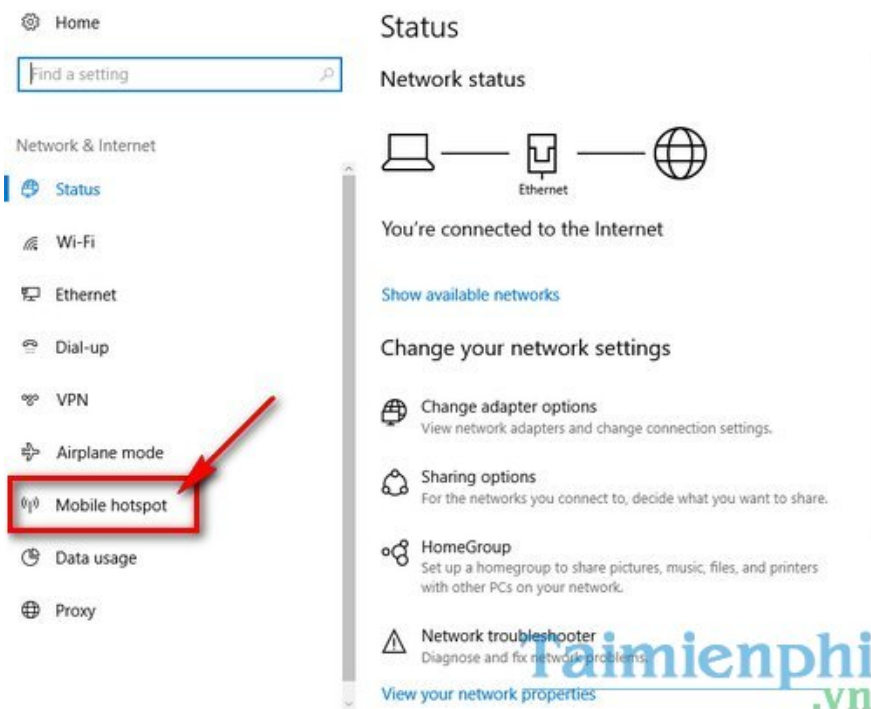 Home
Find a setting
Network & Internet
Status
Wi-Fi
Ethernet
Dial-up
VPN
Airplane mode
Mobile hotspot
Data usage
Proxy
Status
Network status
Ethernet
You're connected to the Internet
Show available networks
Change your network settings
Change adapter options
View network adapters and change connection settings.
Sharing options
For the networks you connect to, decide what you want to share.
HomeGroup
Set up a homegroup to share pictures, music, files, and printers
with other PCs on your network.
Network troubleshooter
Diagnose and fix network problems.
View your network properties
Taimienphi
.vn